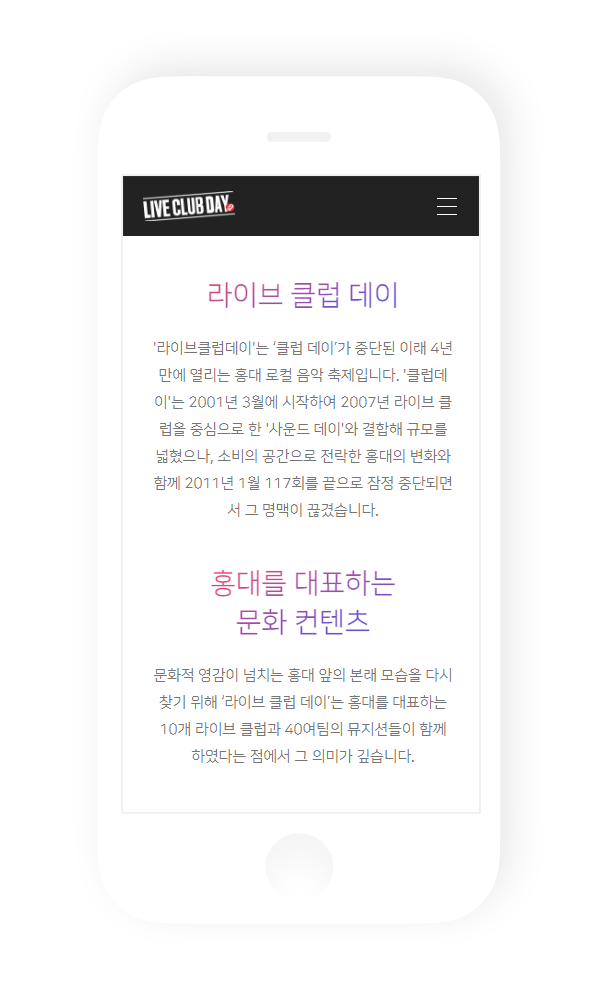 LIVE CLUB DAY
라이브 클럽 데이
'라이브클럽데이'는 ‘클럽 데이’가 중단된 이래 4년
만에 열리는 홍대 로컬 음악 축제입니다. '클럽데
이'는 2001년 3월에 시작하여 2007년 라이브 클
럽을 중심으로 한 '사운드 데이'와 결합해 규모를
넓혔으나, 소비의 공간으로 전락한 홍대의 변화와
함께 2011년 1월 117회를 끝으로 잠정 중단되면
서 그 명맥이 끊겼습니다.
홍대를 대표하는
문화 컨텐츠
문화적 영감이 넘치는 홍대 앞의 본래 모습을 다시
찾기 위해 ‘라이브 클럽 데이’는 홍대를 대표하는
10개 라이브 클럽과 40여팀의 뮤지션들이 함께
하였다는 점에서 그 의미가 깊습니다.